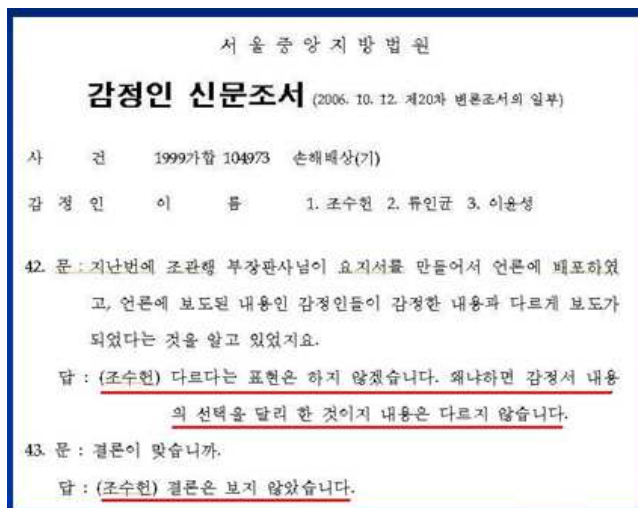 서 울 중 앙 지 방 법 원
감정인 신문조서 (2006. 10. 12. 제20차 변론조서의 일부)
사 건 1999가합 104973 손해배상(기)
감 정 인 이 름 1. 조수헌 2. 류인균 3. 이윤성
42. 문 : 지난번에 조관행 부장판사님이 요지서를 만들어서 언론에 배포하였
고, 언론에 보도된 내용인 감정인들이 감정한 내용과 다르게 보도가
되었다는 것을 알고 있었지요.
답 : (조수헌) 다르다는 표현은 하지 않겠습니다. 왜냐하면 감정서 내용
의 선택을 달리 한 것이지 내용은 다르지 않습니다.
43. 문 : 결론이 맞습니까.
답 : (조수헌) 결론은 보지 않았습니다.